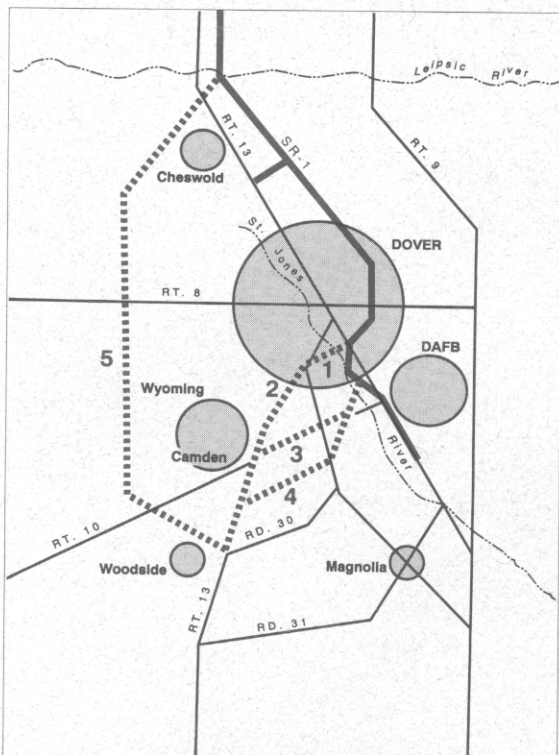 Leipsic River
RT. 13
SR-1
RT. 9
Cheswold
St. Jones
DOVER
RT. 8
1
DAFB
5
2
Wyoming
Camden
3
River
4
RT. 10
RD. 30
Woodside
Magnolia
RT. 13
RD. 31